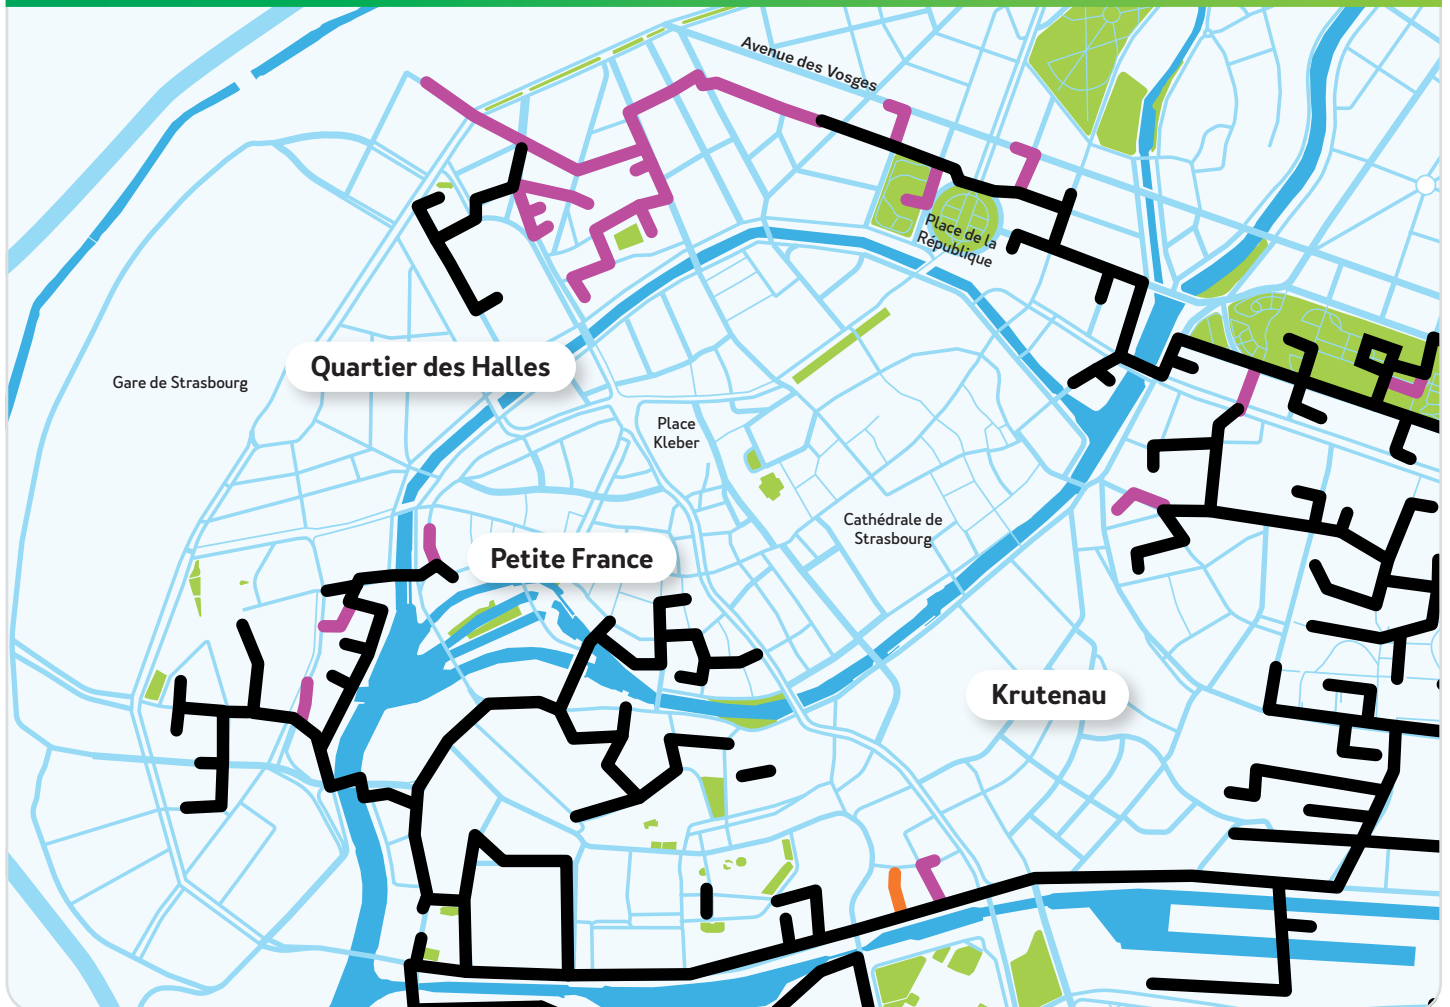 Avenue des Vosges
Place de la
République
Quartier des Halles
Gare de Strasbourg
Place
Kleber
Cathédrale de
Strasbourg
Petite France
Krutenau